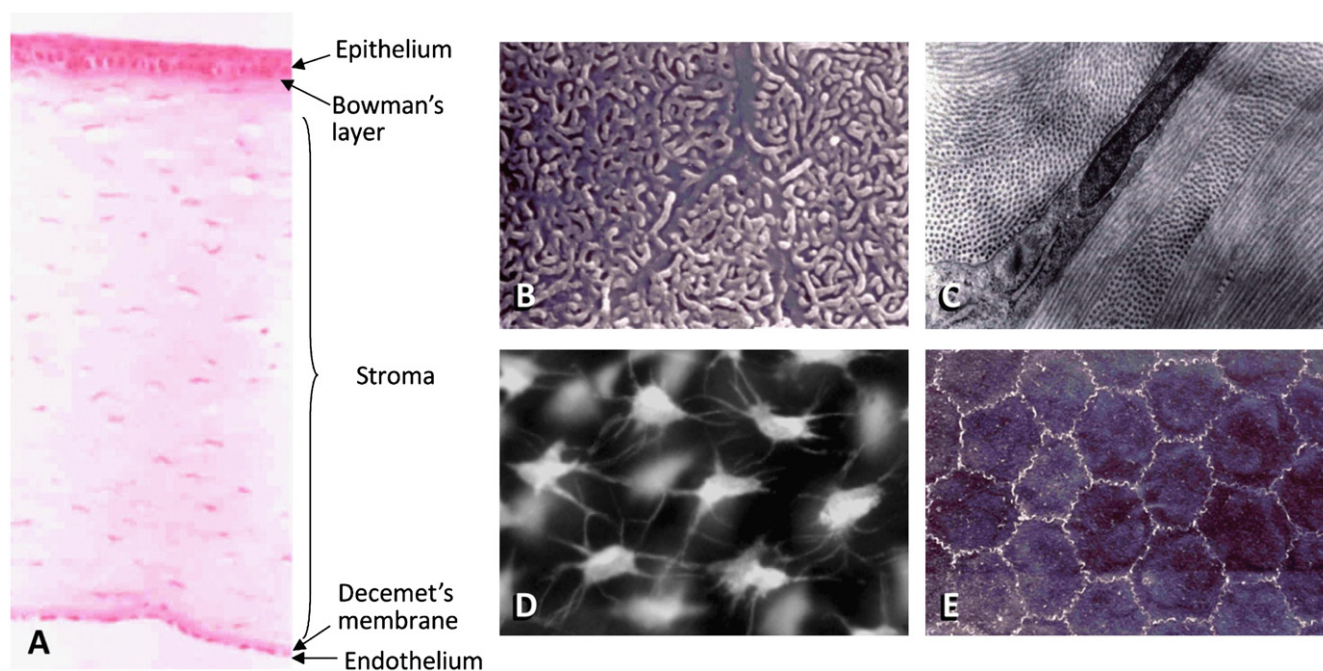 Epithelium
Bowman's
layer
Stroma
Decemet's
membrane
Endothelium
A
B
C
D
E